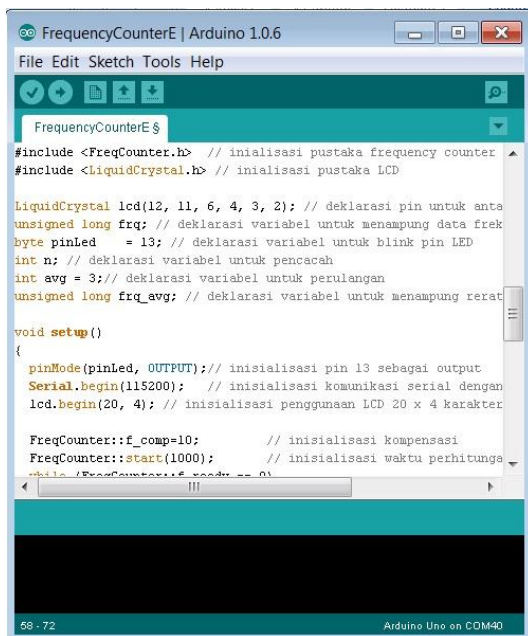 FrequencyCounterE | Arduino 1.0.6
File Edit Sketch Tools Help
FrequencyCounterE §
#include <FreqCounter.h>  // inialisasi pustaka frequency counter
#include <LiquidCrystal.h> // inialisasi pustaka LCD
LiquidCrystal lcd(12, 11, 6, 4, 3, 2); // deklarasi pin untuk anta
unsigned long frq; // deklarasi variabel untuk menampung data frek
byte pinLed    = 13; // deklarasi variabel untuk blink pin LED
int n; // deklarasi variabel untuk pencacah
int avg = 3;// deklarasi variabel untuk perulangan
unsigned long frq_avg; // deklarasi variabel untuk menampung rerat
void setup()
{
pinMode(pinLed, OUTPUT);// inisialisasi pin 13 sebagai output
Serial.begin(115200);   // inisialisasi komunikasi serial dengan
lcd.begin(20, 4); // inisialisasi penggunaan LCD 20 x 4 karakter
FreqCounter::f_comp=10;          // inisialisasi kompensasi
FreqCounter::start(1000);        // inisialisasi waktu perhitunga
while (FreqCounter::f_ready == 0)
58 - 72
Arduino Uno on COM40